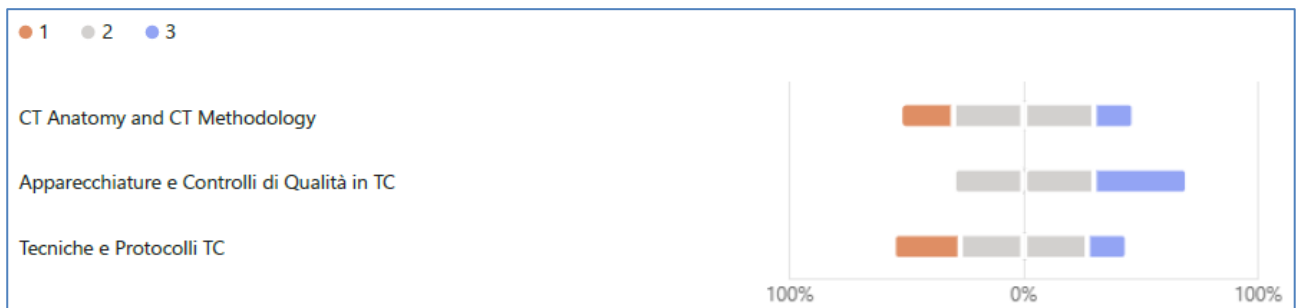 1 2 3
CT Anatomy and CT Methodology
Apparecchiature e Controlli di Qualità in TC
Tecniche e Protocolli TC
100% 0% 100%